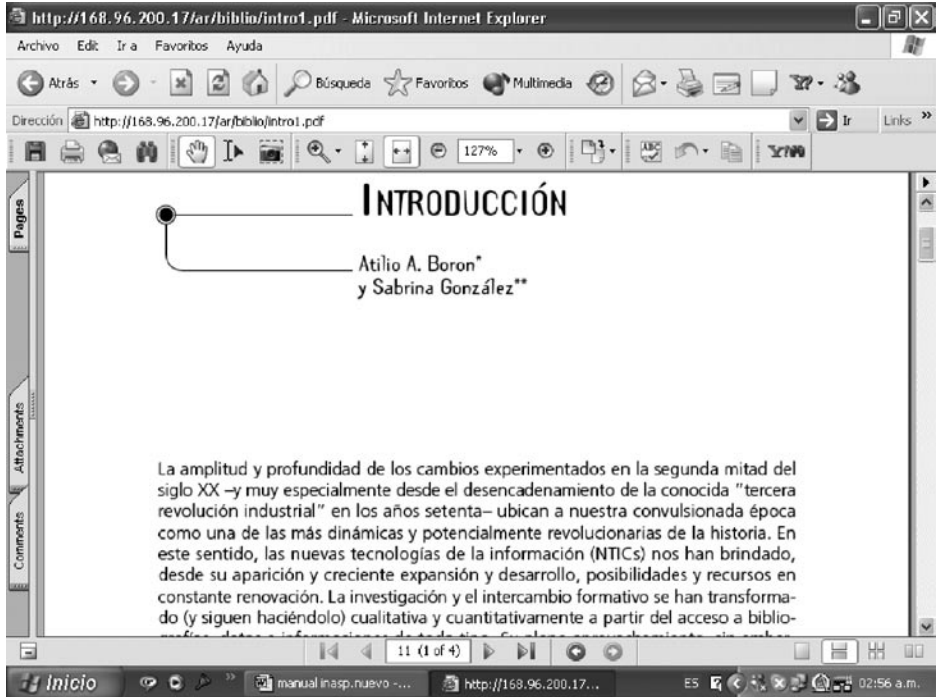 http://168.96.200.17/ar/biblio/intro1.pdf - Microsoft Internet Explorer
Archivo Edit Ir a Favoritos Ayuda
Atrás Búsqueda Favoritos Multimedia
Dirección http://168.96.200.17/ar/biblio/intro1.pdf Ir Links »
127%
Pages
INTRODUCCIÓN
Atilio A. Boron*
y Sabrina González**
Attachments
Comments
La amplitud y profundidad de los cambios experimentados en la segunda mitad del
siglo XX –y muy especialmente desde el desencadenamiento de la conocida "tercera
revolución industrial" en los años setenta– ubican a nuestra convulsionada época
como una de las más dinámicas y potencialmente revolucionarias de la historia. En
este sentido, las nuevas tecnologías de la información (NTICs) nos han brindado,
desde su aparición y creciente expansión y desarrollo, posibilidades y recursos en
constante renovación. La investigación y el intercambio formativo se han transforma-
do (y siguen haciéndolo) cualitativa y cuantitativamente a partir del acceso a biblio-
11 (1 of 4)
Inicio » manual inasp.nuevo -... http://168.96.200.17... ES 02:56 a.m.